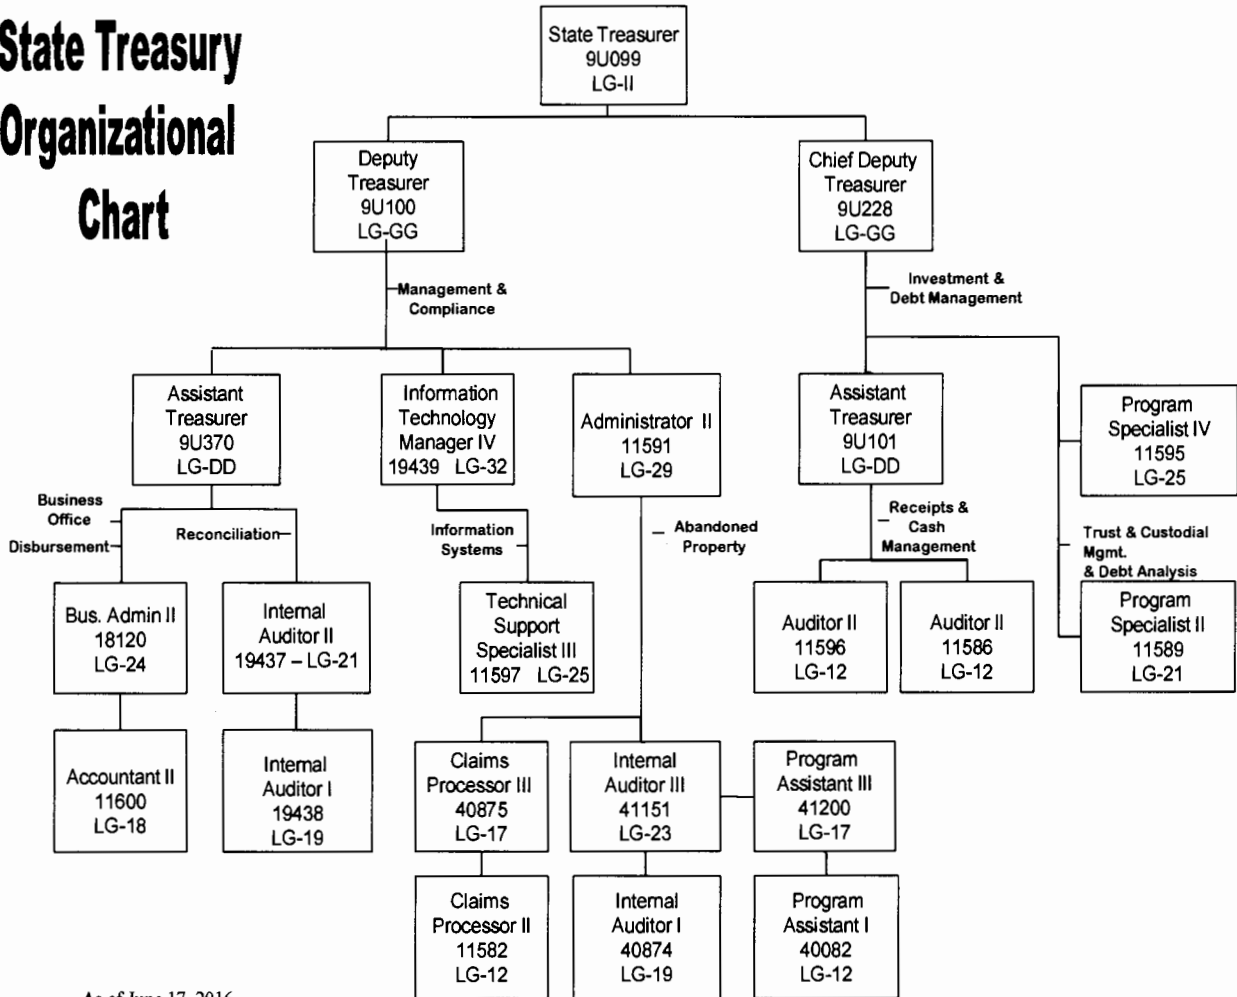 State Treasury
Organizational
Chart
State Treasurer
9U099
LG-II
Deputy
Treasurer
9U100
LG-GG
Chief Deputy
Treasurer
9U228
LG-GG
Management &
Compliance
Investment &
Debt Management
Assistant
Treasurer
9U370
LG-DD
Information
Technology
Manager IV
19439 LG-32
Administrator II
11591
LG-29
Assistant
Treasurer
9U101
LG-DD
Program
Specialist IV
11595
LG-25
Business
Office
Disbursement
Reconciliation
Information
Systems
Abandoned
Property
Receipts &
Cash
Management
Trust & Custodial
Mgmt.
& Debt Analysis
Bus. Admin II
18120
LG-24
Internal
Auditor II
19437 – LG-21
Technical
Support
Specialist III
11597 LG-25
Auditor II
11596
LG-12
Auditor II
11586
LG-12
Program
Specialist II
11589
LG-21
Accountant II
11600
LG-18
Internal
Auditor I
19438
LG-19
Claims
Processor III
40875
LG-17
Internal
Auditor III
41151
LG-23
Program
Assistant III
41200
LG-17
Claims
Processor II
11582
LG-12
Internal
Auditor I
40874
LG-19
Program
Assistant I
40082
LG-12
As of June 17, 2016